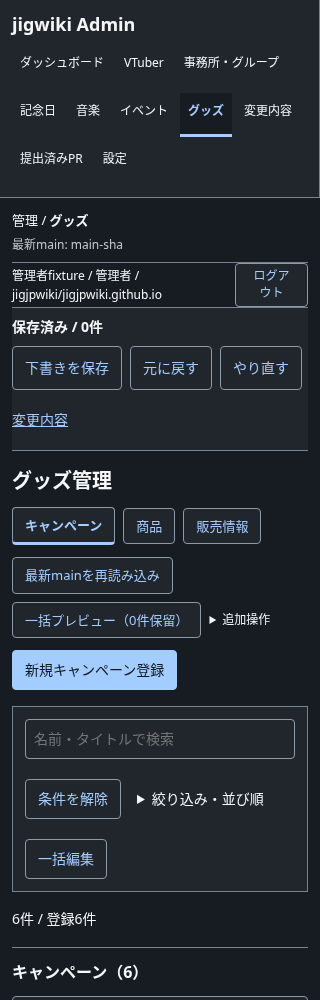 jigwiki Admin
ダッシュボード VTuber 事務所・グループ
記念日 音楽 イベント グッズ 変更内容
提出済みPR 設定
管理 / グッズ
最新main: main-sha
管理者fixture / 管理者 /
jigjpwiki/jigjpwiki.github.io
ログア
ウト
保存済み / 0件
下書きを保存 元に戻す やり直す
変更内容
グッズ管理
キャンペーン 商品 販売情報
最新mainを再読み込み
一括プレビュー（0件保留） ▶ 追加操作
新規キャンペーン登録
名前・タイトルで検索
条件を解除 ▶ 絞り込み・並び順
一括編集
6件 / 登録6件
キャンペーン（6）